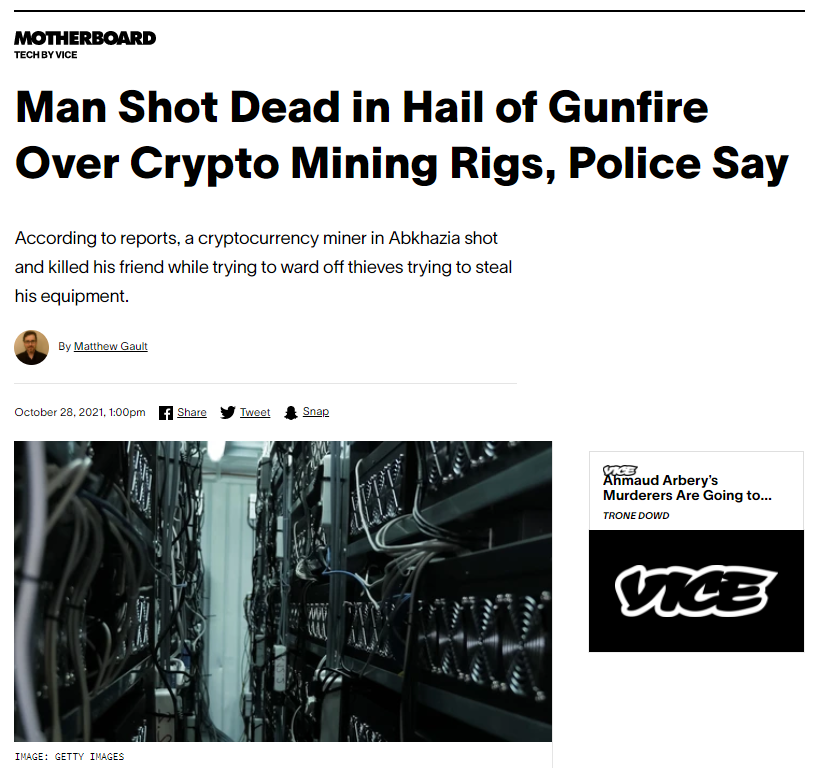 MOTHERBOARD
TECH BY VICE
Man Shot Dead in Hail of Gunfire
Over Crypto Mining Rigs, Police Say
According to reports, a cryptocurrency miner in Abkhazia shot
and killed his friend while trying to ward off thieves trying to steal
his equipment.
By Matthew Gault
October 28, 2021, 1:00pm Share Tweet Snap
VICE
Ahmaud Arbery's
Murderers Are Going to...
TRONE DOWD
VICE
IMAGE: GETTY IMAGES